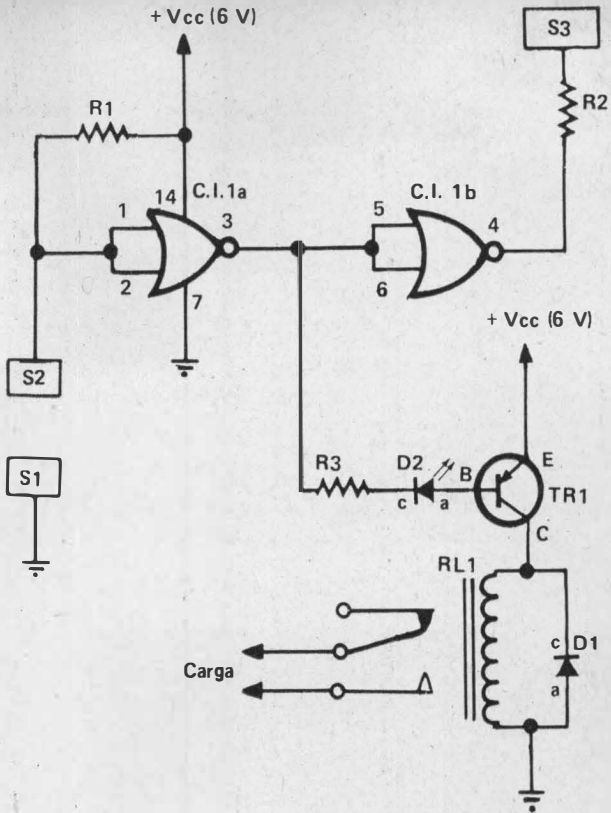 + Vcc (6 V)
S3
R1
R2
14
C.I.1a
C.I. 1b
1
3
5
4
2
6
7
+ Vcc (6 V)
S2
S1
R3
D2
B
E
c
a
TR1
C
RL1
Carga
c
D1
a